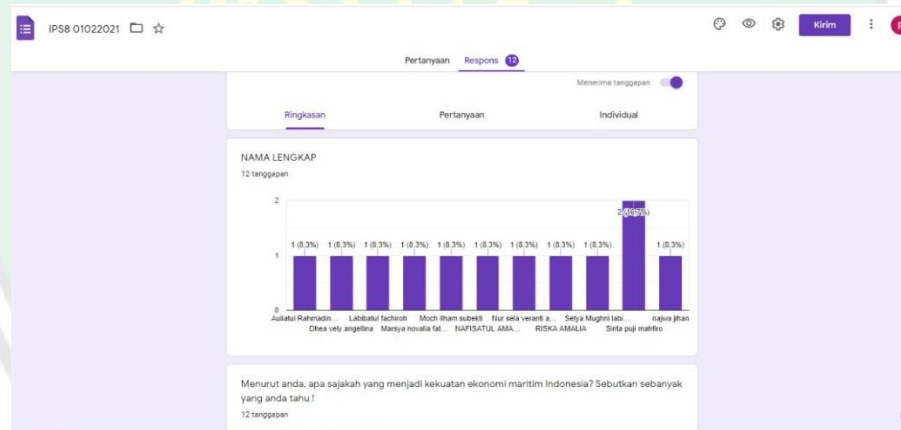 IPS8 01022021
Kirim
Pertanyaan Respons 12
Menerima tanggapan
Ringkasan Pertanyaan Individual
NAMA LENGKAP
12 tanggapan
2
2 (16,7%)
1 (8,3%) 1 (8,3%) 1 (8,3%) 1 (8,3%) 1 (8,3%) 1 (8,3%) 1 (8,3%) 1 (8,3%) 1 (8,3%) 1 (8,3%)
1
0
Auliatul Rahmadin... Labibatul fachiroh Moch ilham subekti Nur sela veranti a... Setya Mughni labi... najwa jihan
Dhea vely angellina Marsya novalia fat... NAFISATUL AMA... RISKA AMALIA Sinta puji mahfiro
Menurut anda, apa sajakah yang menjadi kekuatan ekonomi maritim Indonesia? Sebutkan sebanyak
yang anda tahu !
12 tanggapan